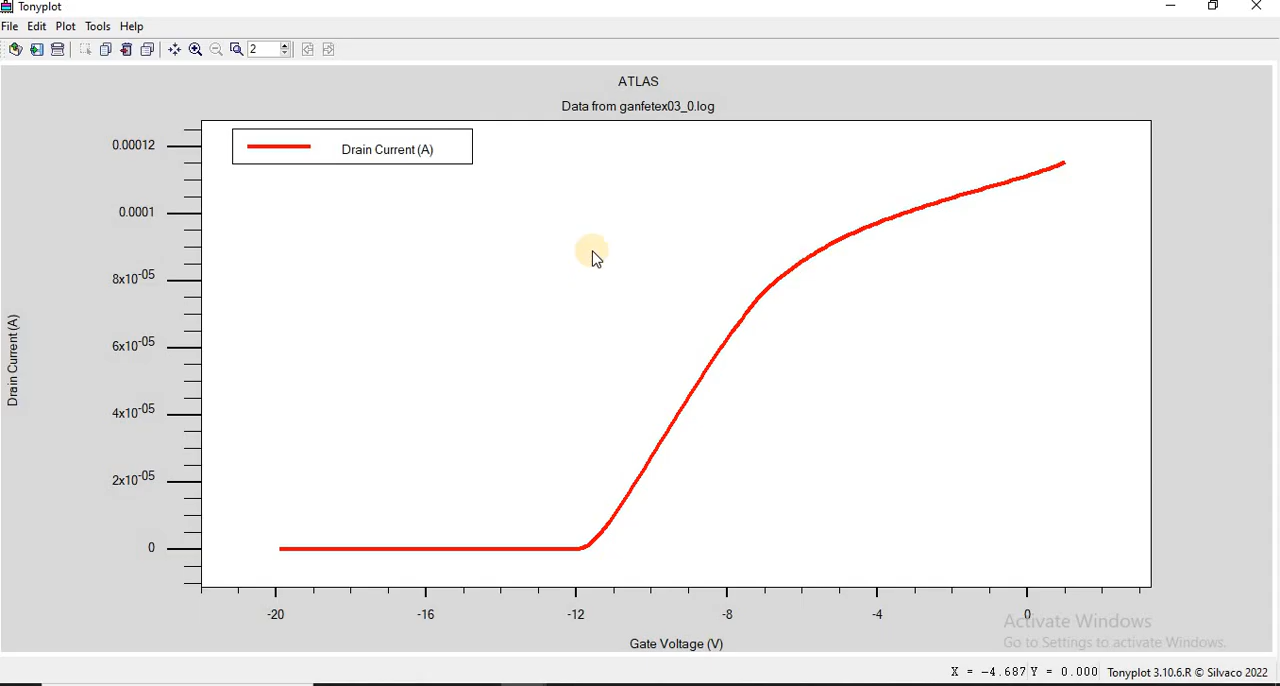 Tonyplot
File Edit Plot Tools Help
2
ATLAS
Data from ganfetex03_0.log
Drain Current (A)
0.00012
0.0001
8x10-05
6x10-05
4x10-05
2x10-05
0
Drain Current (A)
-20 -16 -12 -8 -4 0
Gate Voltage (V)
Activate Windows
Go to Settings to activate Windows.
X = -4.687 Y = 0.000 Tonyplot 3.10.6.R © Silvaco 2022